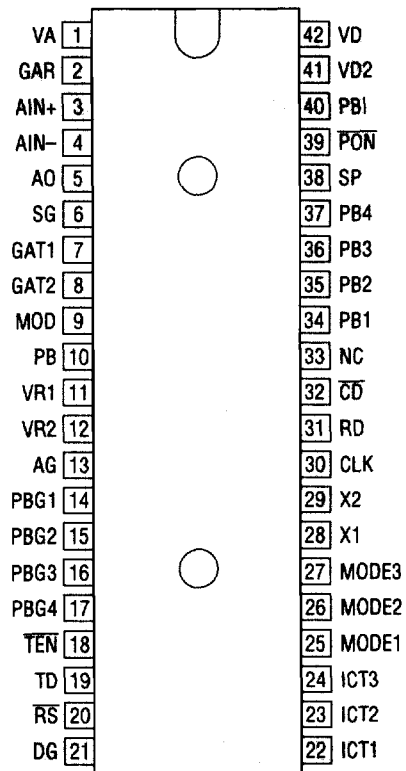 VA 1 42 VD
GAR 2 41 VD2
AIN+ 3 40 PBI
AIN– 4 39 P̅O̅N̅
AO 5 38 SP
SG 6 37 PB4
GAT1 7 36 PB3
GAT2 8 35 PB2
MOD 9 34 PB1
PB 10 33 NC
VR1 11 32 C̅D̅
VR2 12 31 RD
AG 13 30 CLK
PBG1 14 29 X2
PBG2 15 28 X1
PBG3 16 27 MODE3
PBG4 17 26 MODE2
T̅E̅N̅ 18 25 MODE1
TD 19 24 ICT3
R̅S̅ 20 23 ICT2
DG 21 22 ICT1